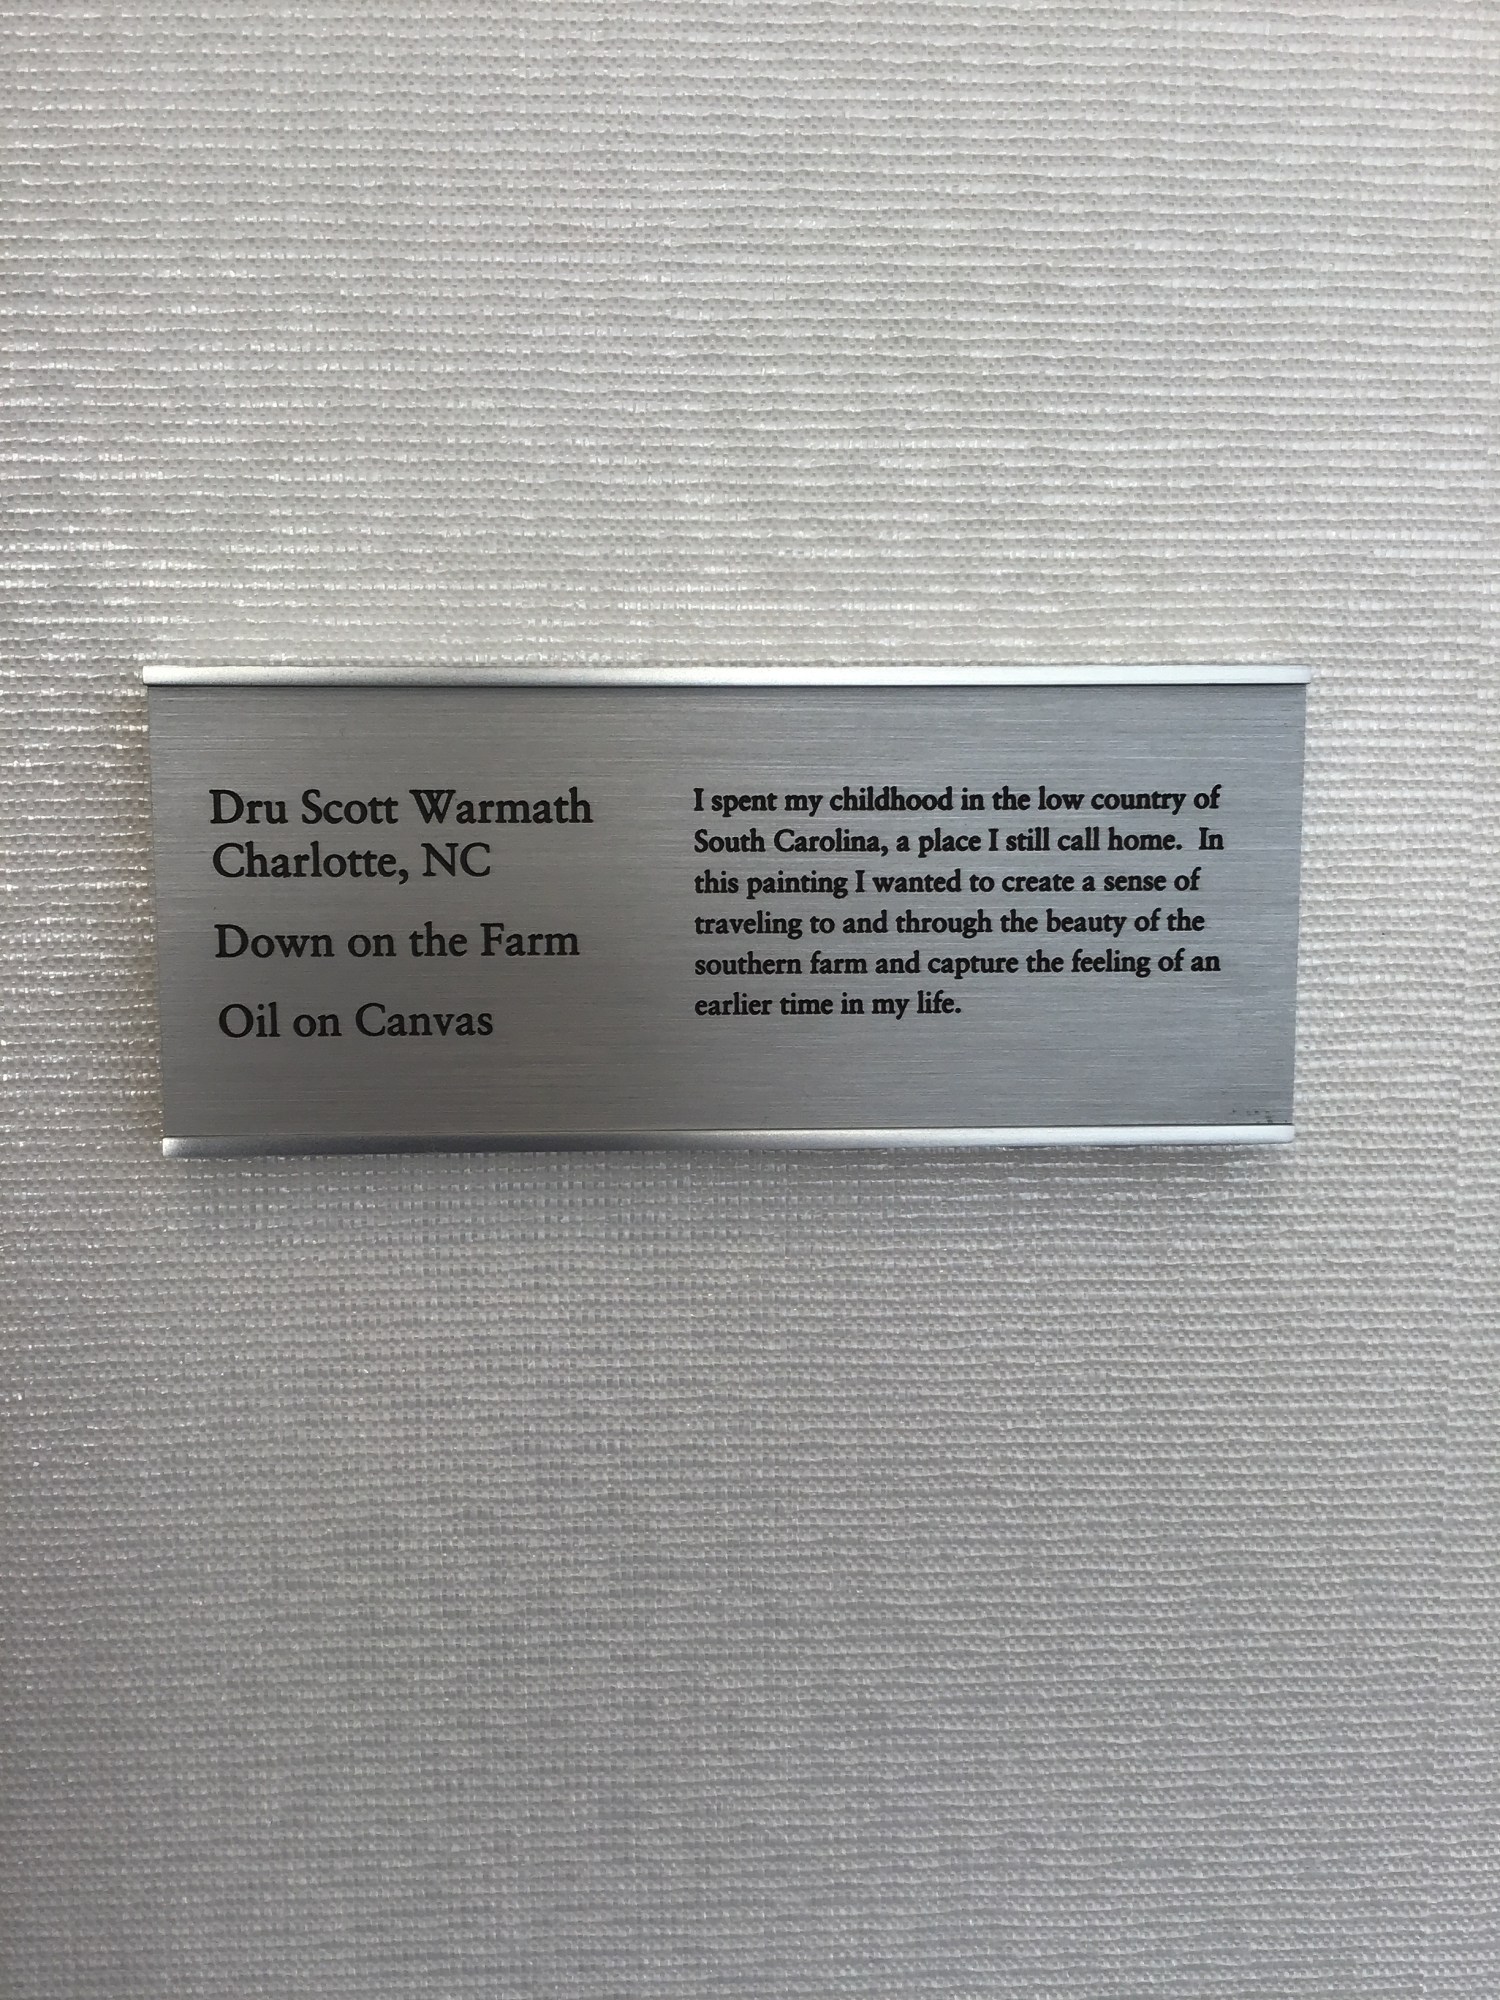 Dru Scott Warmath
Charlotte, NC
Down on the Farm
Oil on Canvas
I spent my childhood in the low country of
South Carolina, a place I still call home.  In
this painting I wanted to create a sense of
traveling to and through the beauty of the
southern farm and capture the feeling of an
earlier time in my life.